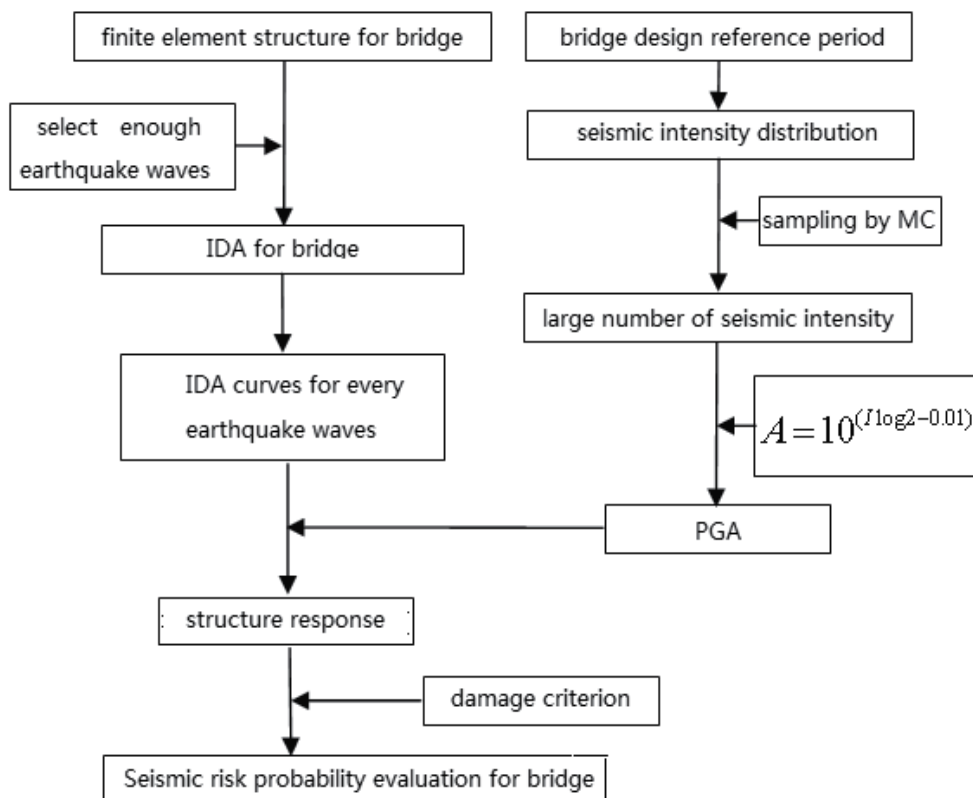 finite element structure for bridge
bridge design reference period
select enough
earthquake waves
seismic intensity distribution
sampling by MC
IDA for bridge
large number of seismic intensity
IDA curves for every
earthquake waves
A=10^(I log2-0.01)
PGA
structure response
damage criterion
Seismic risk probability evaluation for bridge